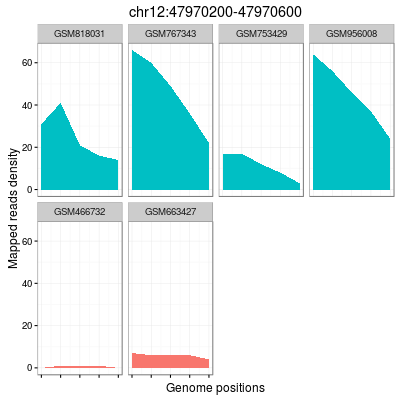 chr12:47970200-47970600
GSM818031 GSM767343 GSM753429 GSM956008
60
40
20
0
GSM466732 GSM663427
60
40
20
0
Mapped reads density
Genome positions